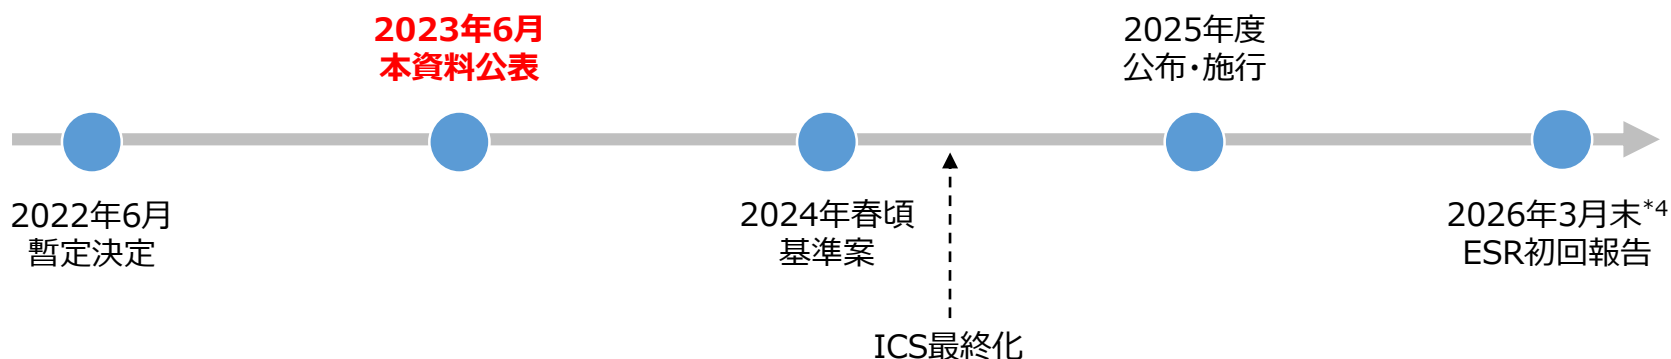 2023年6月
本資料公表
2025年度
公布・施行
2022年6月
暫定決定
2024年春頃
基準案
2026年3月末*4
ESR初回報告
ICS最終化